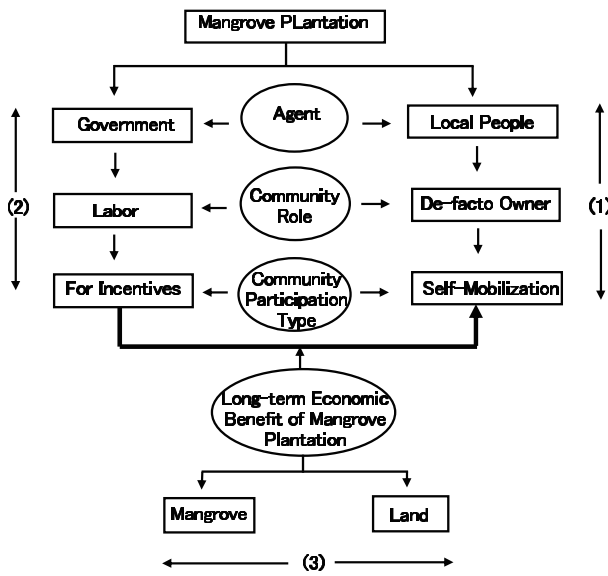 Mangrove PLantation
Government
Agent
Local People
(2)
Labor
Community
Role
De-facto Owner
(1)
For Incentives
Community
Participation
Type
Self-Mobilization
Long-term Economic
Benefit of Mangrove
Plantation
Mangrove
Land
(3)